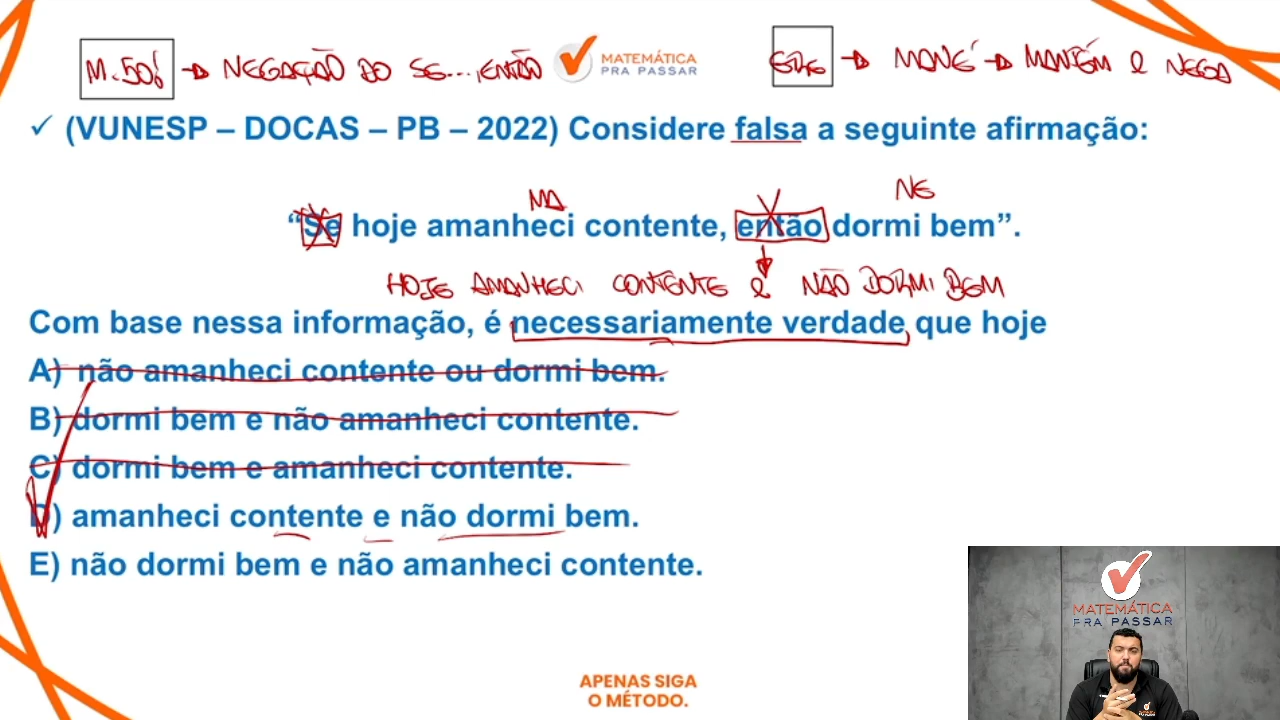 M.50% → NEGAÇÃO DO SE..., ENTÃO
MATEMÁTICA
PRA PASSAR
→ MANÉ → MANTÉM E NEGA
✓ (VUNESP – DOCAS – PB – 2022) Considere falsa a seguinte afirmação:
MA
NE
“Se hoje amanheci contente, então dormi bem”.
HOJE AMANHECI CONTENTE E NÃO DORMI BEM
Com base nessa informação, é necessariamente verdade que hoje
A) não amanheci contente ou dormi bem.
B) dormi bem e não amanheci contente.
C) dormi bem e amanheci contente.
D) amanheci contente e não dormi bem.
E) não dormi bem e não amanheci contente.
MATEMÁTICA
PRA PASSAR
APENAS SIGA
O MÉTODO.